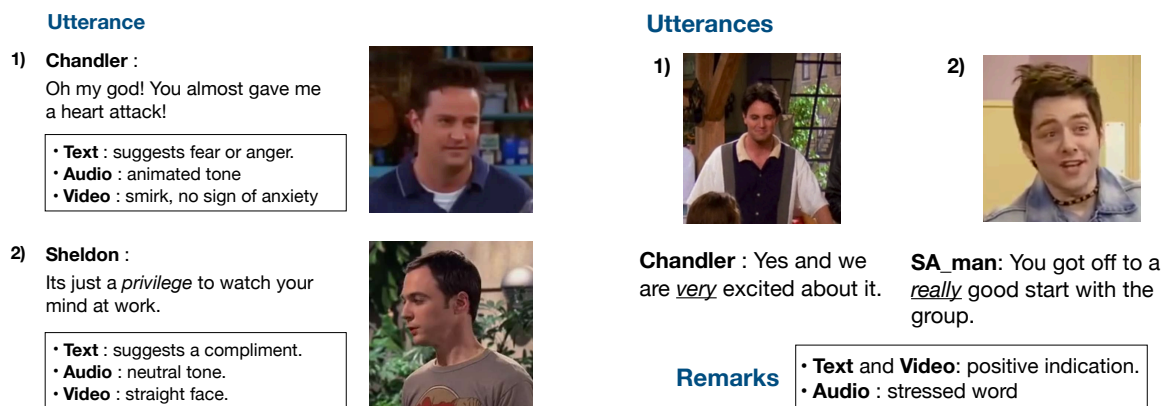 Utterance
1) Chandler :
Oh my god! You almost gave me
a heart attack!
• Text : suggests fear or anger.
• Audio : animated tone
• Video : smirk, no sign of anxiety
2) Sheldon :
Its just a privilege to watch your
mind at work.
• Text : suggests a compliment.
• Audio : neutral tone.
• Video : straight face.
Utterances
1)
2)
Chandler : Yes and we
are very excited about it.
SA_man: You got off to a
really good start with the
group.
Remarks
• Text and Video: positive indication.
• Audio : stressed word